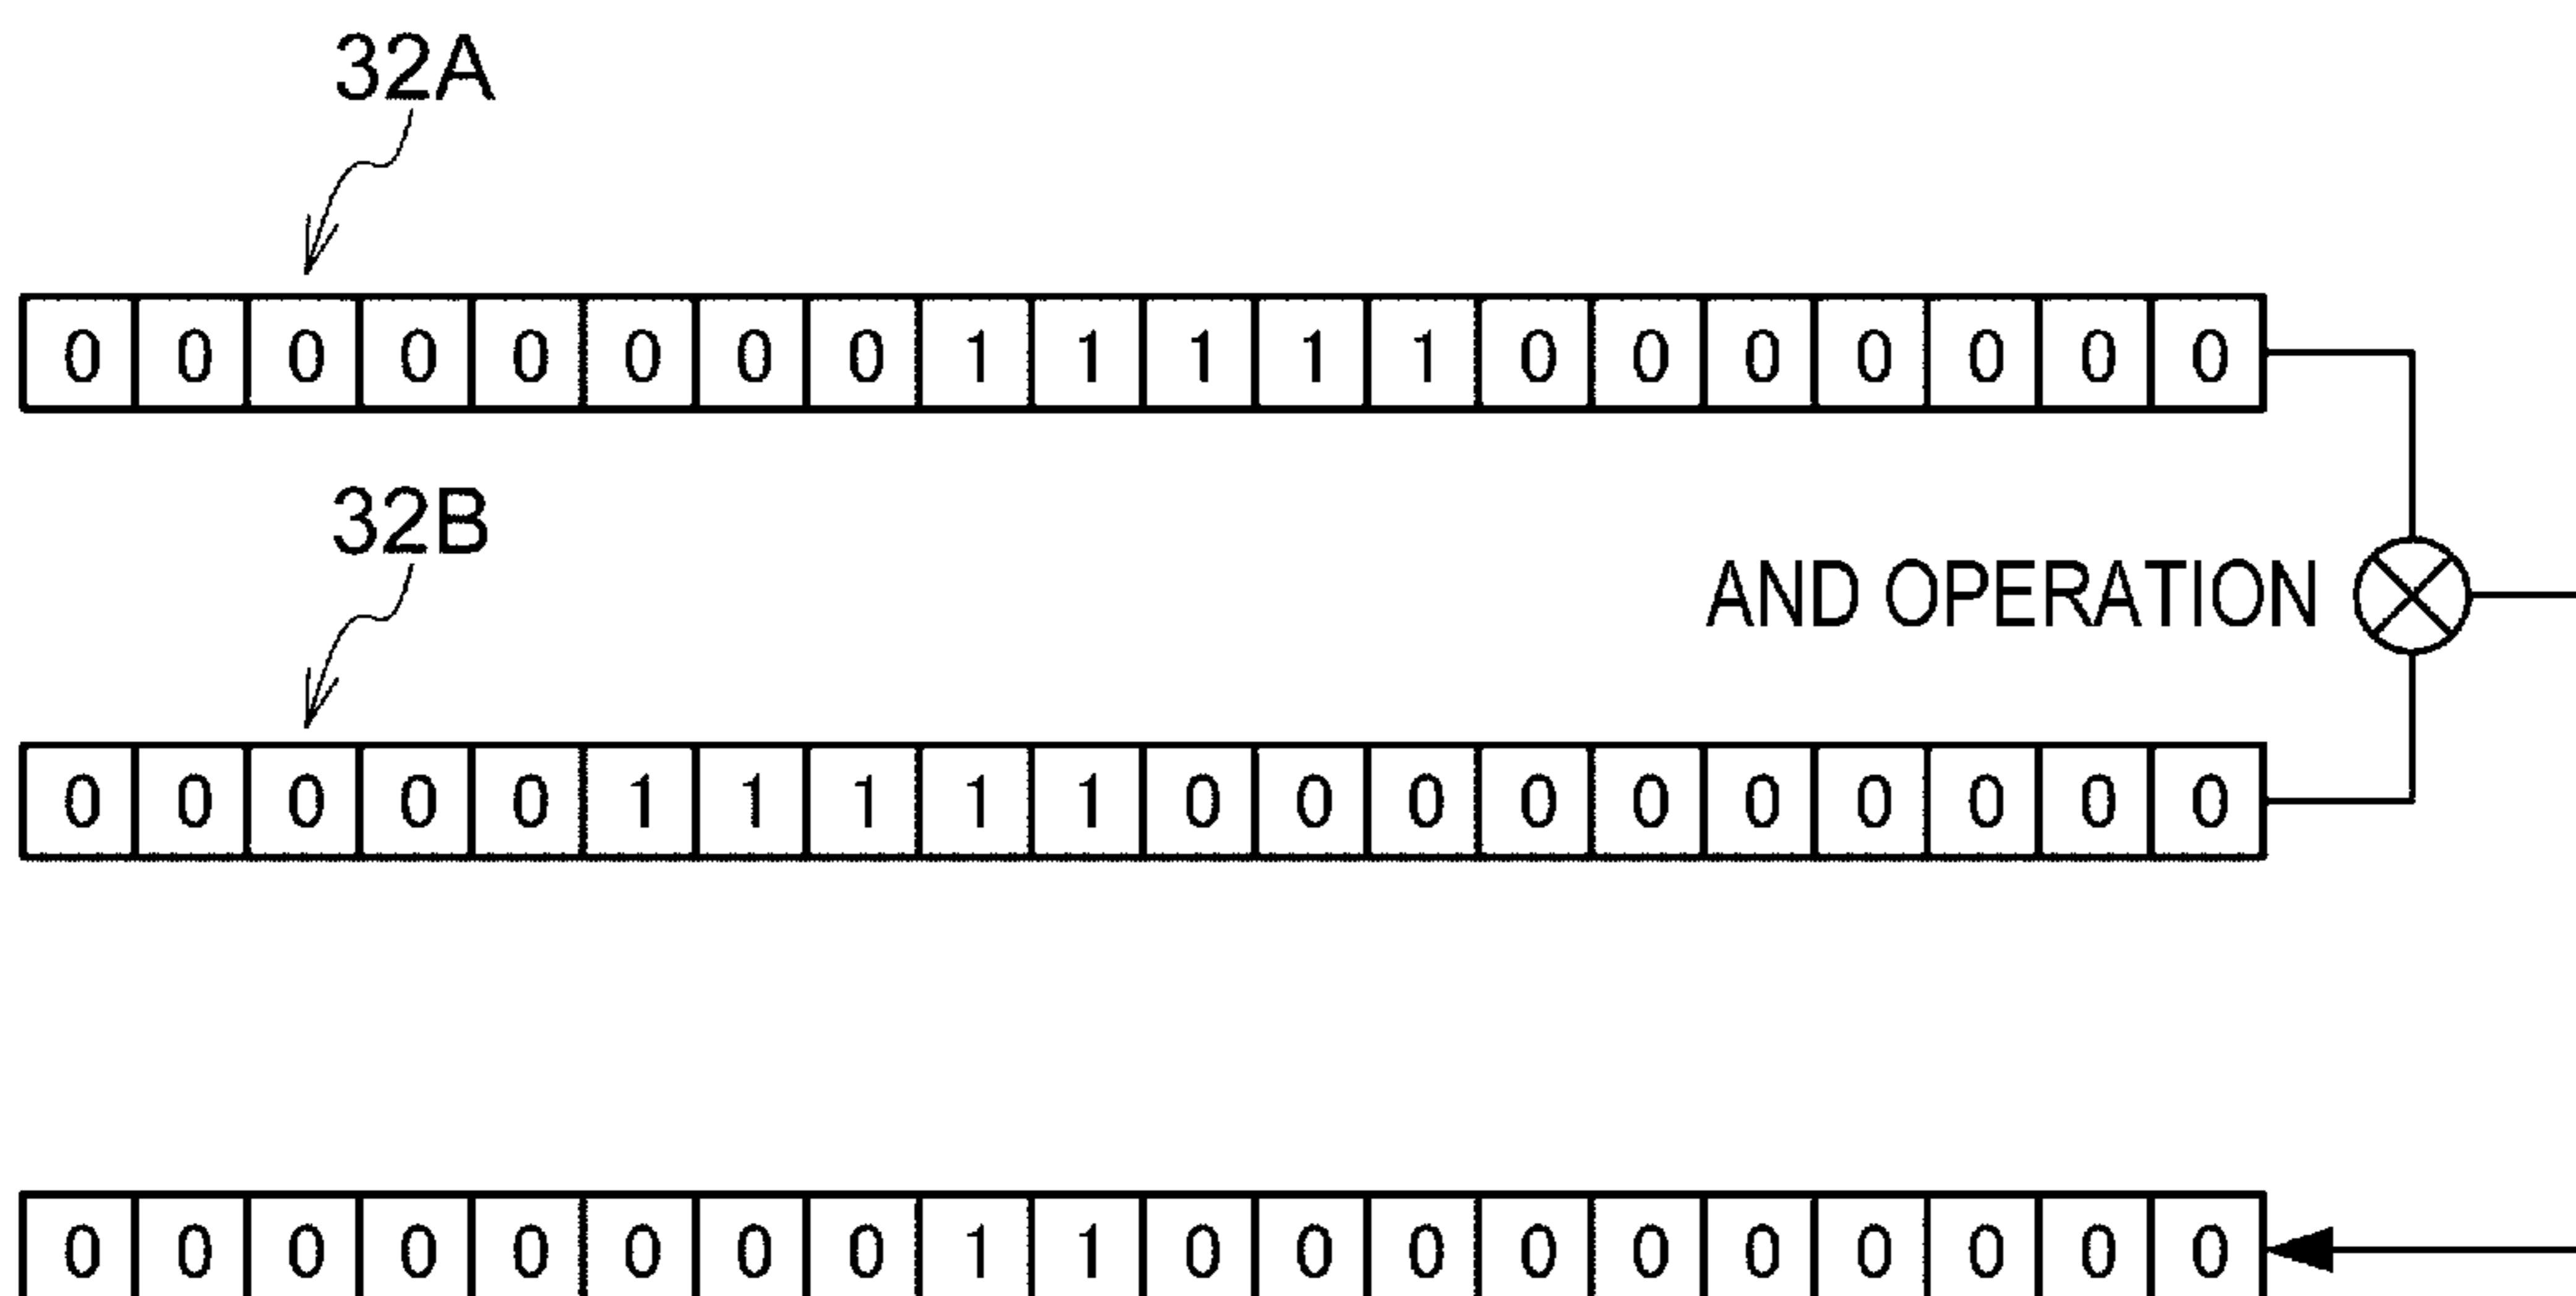 32A
0 0 0 0 0 0 0 0 1 1 1 1 1 0 0 0 0 0 0 0
32B
AND OPERATION
0 0 0 0 0 1 1 1 1 1 0 0 0 0 0 0 0 0 0 0
0 0 0 0 0 0 0 0 1 1 0 0 0 0 0 0 0 0 0 0